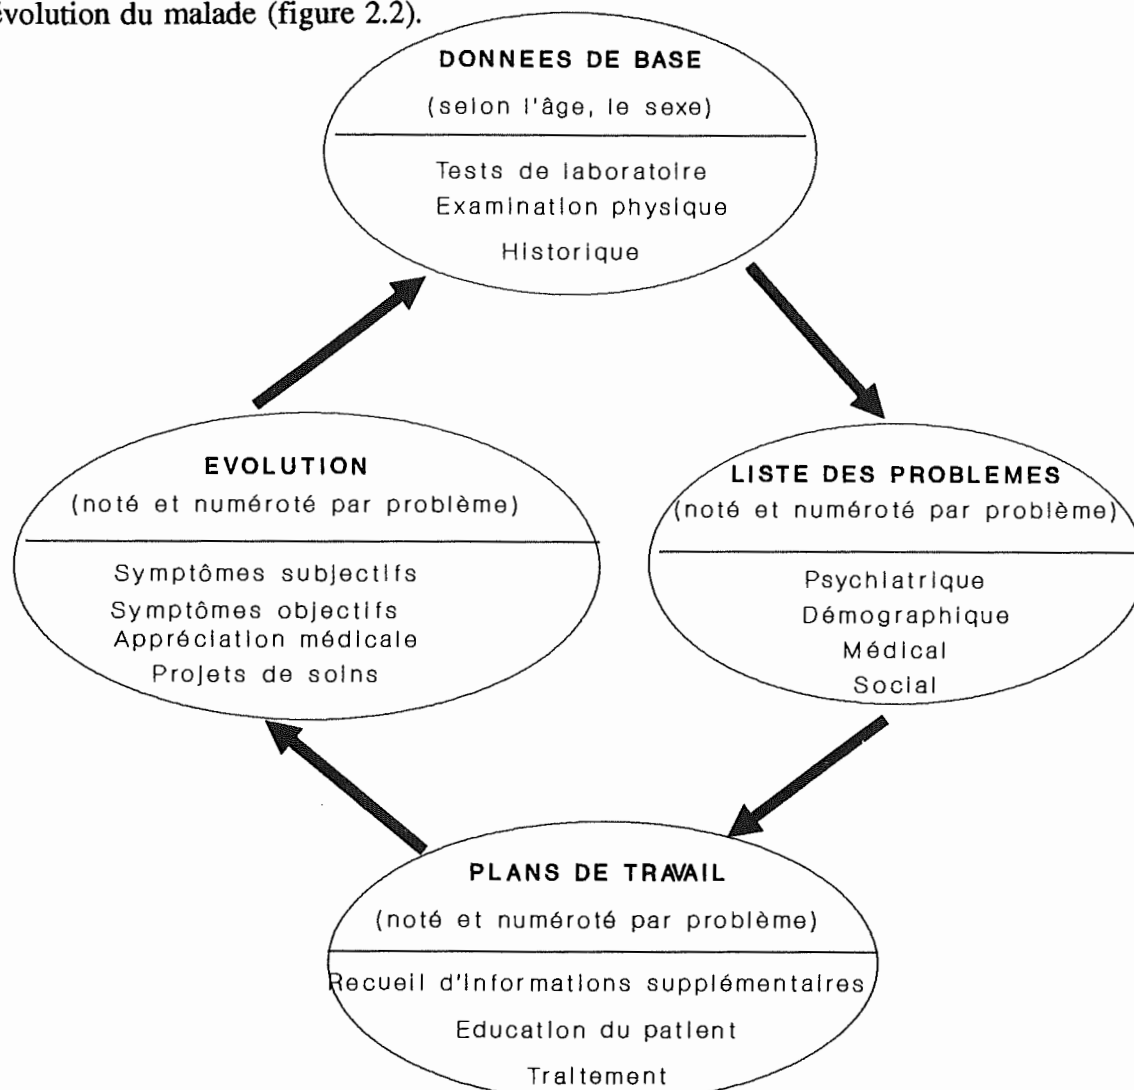 évolution du malade (figure 2.2).
DONNEES DE BASE
(selon l'âge, le sexe)
Tests de laboratoire
Examination physique
Historique
EVOLUTION
(noté et numéroté par problème)
Symptômes subjectifs
Symptômes objectifs
Appréciation médicale
Projets de soins
LISTE DES PROBLEMES
(noté et numéroté par problème)
Psychiatrique
Démographique
Médical
Social
PLANS DE TRAVAIL
(noté et numéroté par problème)
Recueil d'informations supplémentaires
Education du patient
Traitement